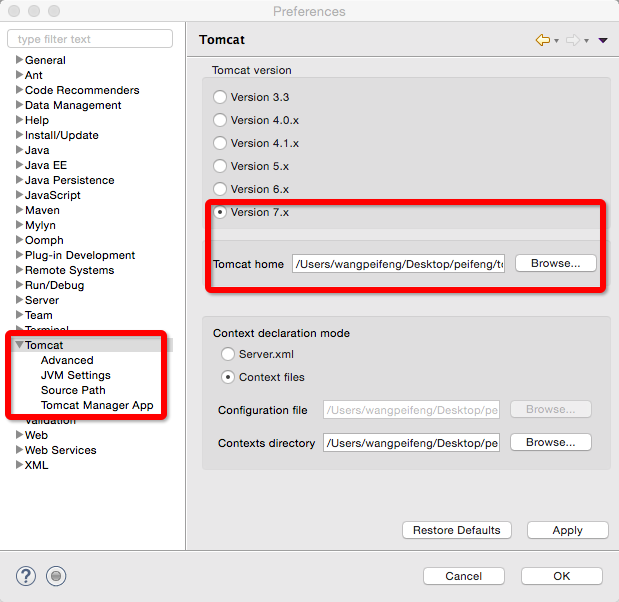 Preferences
type filter text
General
Ant
Code Recommenders
Data Management
Help
Install/Update
Java
Java EE
Java Persistence
JavaScript
Maven
Mylyn
Oomph
Plug-in Development
Remote Systems
Run/Debug
Server
Team
Terminal
Tomcat
Advanced
JVM Settings
Source Path
Tomcat Manager App
Validation
Web
Web Services
XML
Tomcat
Tomcat version
Version 3.3
Version 4.0.x
Version 4.1.x
Version 5.x
Version 6.x
Version 7.x
Tomcat home /Users/wangpeifeng/Desktop/peifeng/to Browse...
Context declaration mode
Server.xml
Context files
Configuration file /Users/wangpeifeng/Desktop/pe Browse...
Contexts directory /Users/wangpeifeng/Desktop/pe Browse...
Restore Defaults Apply
? Cancel OK